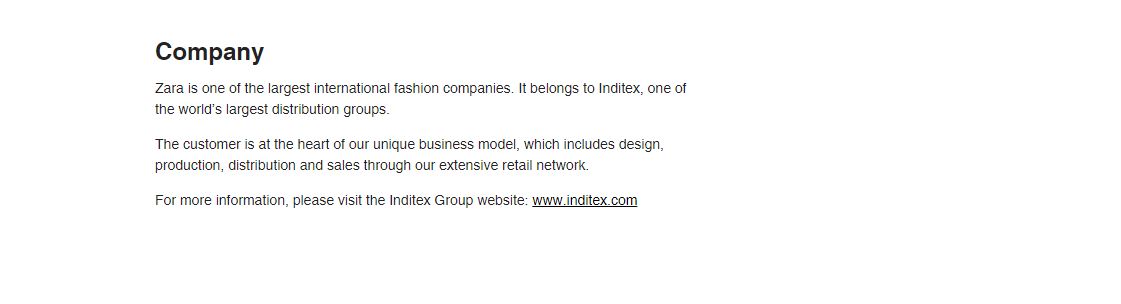 Company
Zara is one of the largest international fashion companies. It belongs to Inditex, one of
the world’s largest distribution groups.
The customer is at the heart of our unique business model, which includes design,
production, distribution and sales through our extensive retail network.
For more information, please visit the Inditex Group website: www.inditex.com